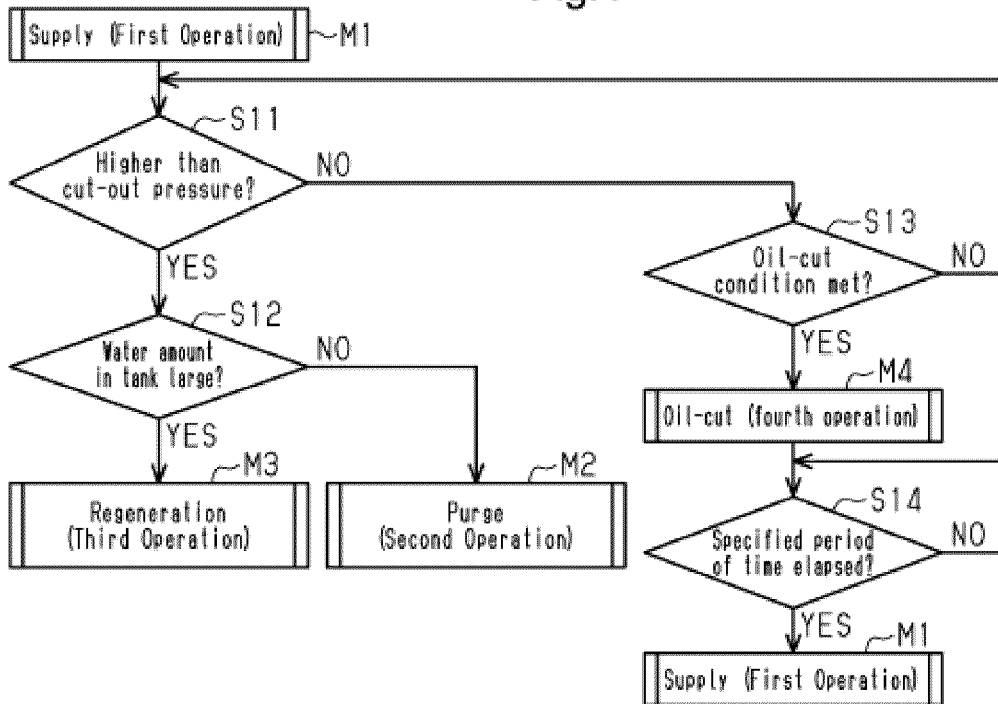 Supply (First Operation)
M1
S11
Higher than
cut-out pressure?
NO
YES
S12
Water amount
in tank large?
NO
YES
M3
Regeneration
(Third Operation)
M2
Purge
(Second Operation)
S13
Oil-cut
condition met?
NO
YES
M4
Oil-cut (fourth operation)
S14
Specified period
of time elapsed?
NO
YES
M1
Supply (First Operation)